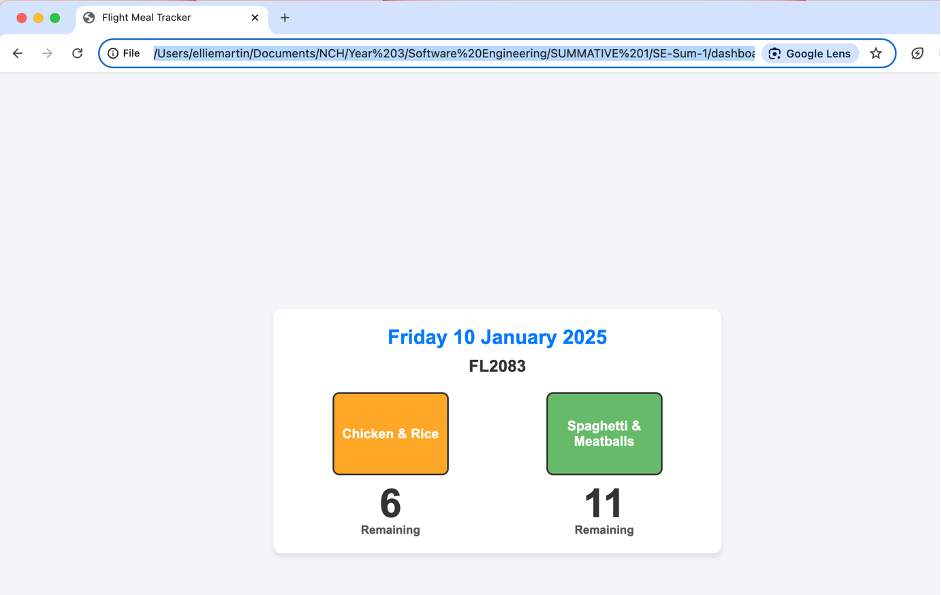 Flight Meal Tracker
File /Users/elliemartin/Documents/NCH/Year%203/Software%20Engineering/SUMMATIVE%201/SE-Sum-1/dashboa Google Lens
Friday 10 January 2025
FL2083
Chicken & Rice
Spaghetti &
Meatballs
6
11
Remaining
Remaining